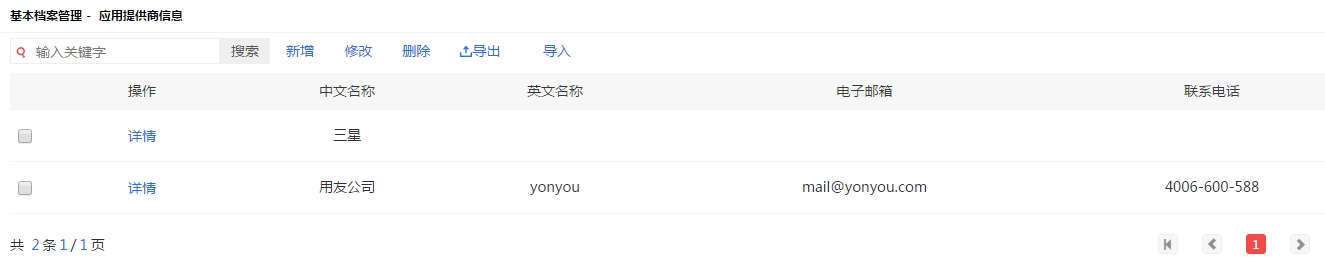 基本档案管理 - 应用提供商信息
输入关键字 搜索 新增 修改 删除 导出 导入
操作 中文名称 英文名称 电子邮箱 联系电话
详情 三星
详情 用友公司 yonyou mail@yonyou.com 4006-600-588
共 2条1/1页 1